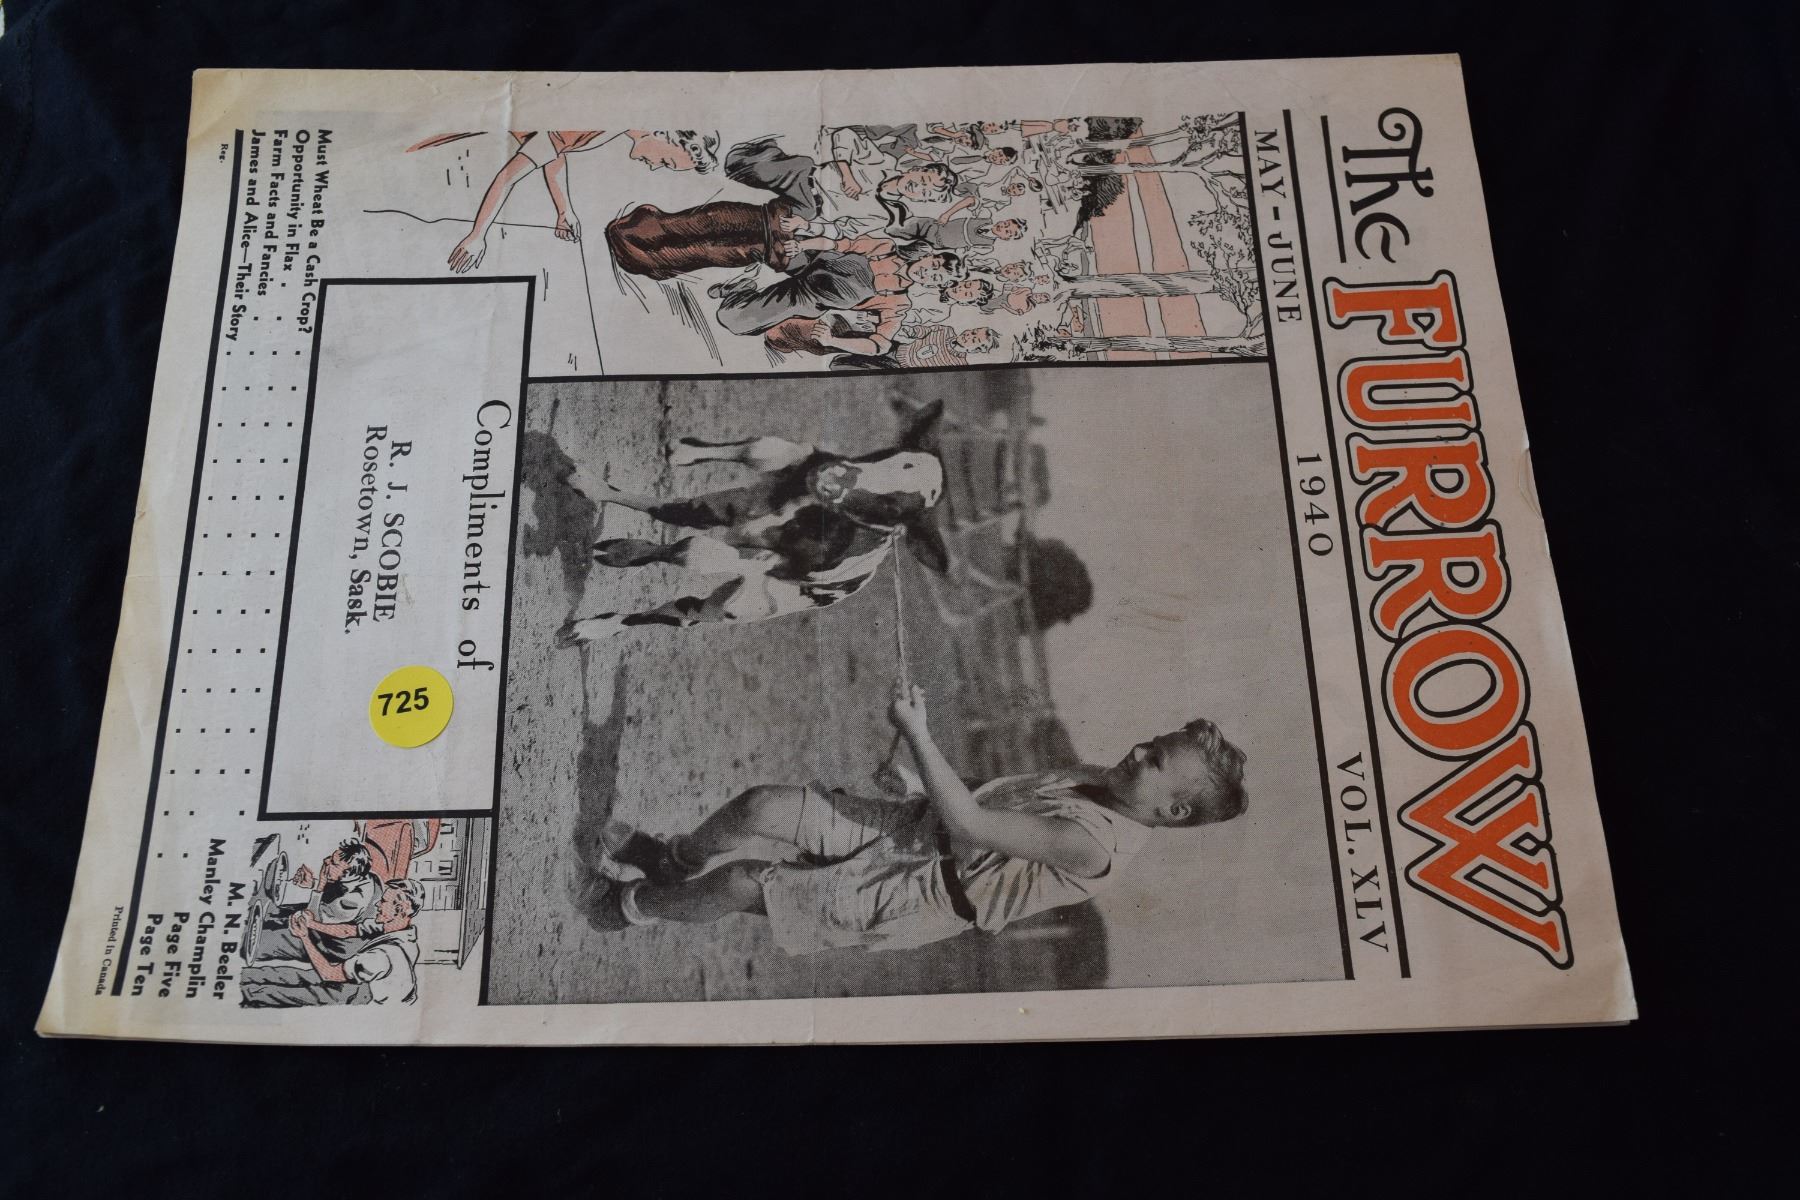 The FURROW
MAY - JUNE 1940 VOL. XLV
Compliments of
R. J. SCOBIE
Rosetown, Sask.
725
Must Wheat Be a Cash Crop? . . . . . . . . . . . . M. N. Beeler
Opportunity in Flax . . . . . . . . . . . . . Manley Champlin
Farm Facts and Fancies . . . . . . . . . . . . . . . Page Five
James and Alice—Their Story . . . . . . . . . . . . . . Page Ten
Reg.
Printed in Canada